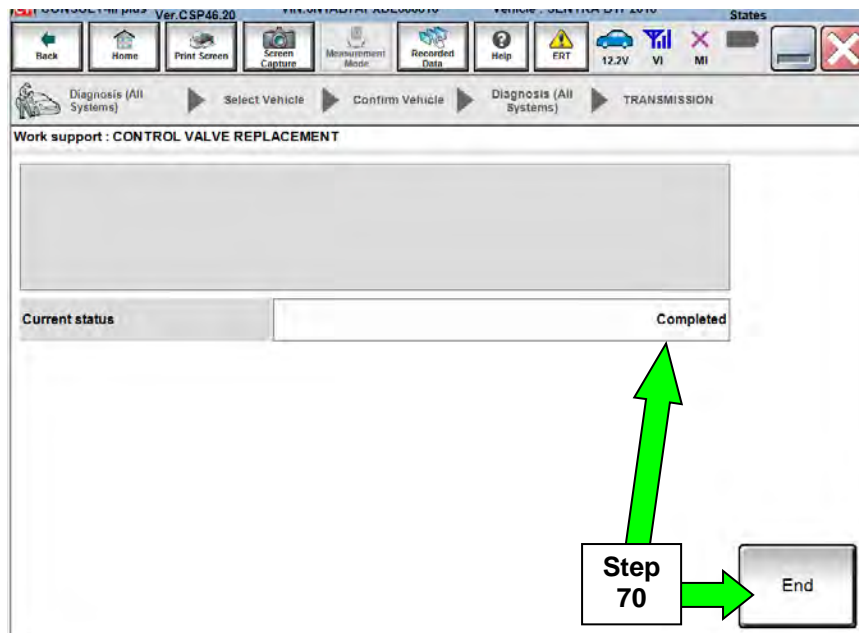 Ver.CSP46.20
States
Back
Home
Print Screen
Screen Capture
Measurement Mode
Recorded Data
Help
ERT
12.2V
VI
MI
Diagnosis (All Systems)
Select Vehicle
Confirm Vehicle
Diagnosis (All Systems)
TRANSMISSION
Work support : CONTROL VALVE REPLACEMENT
Current status
Completed
Step
70
End